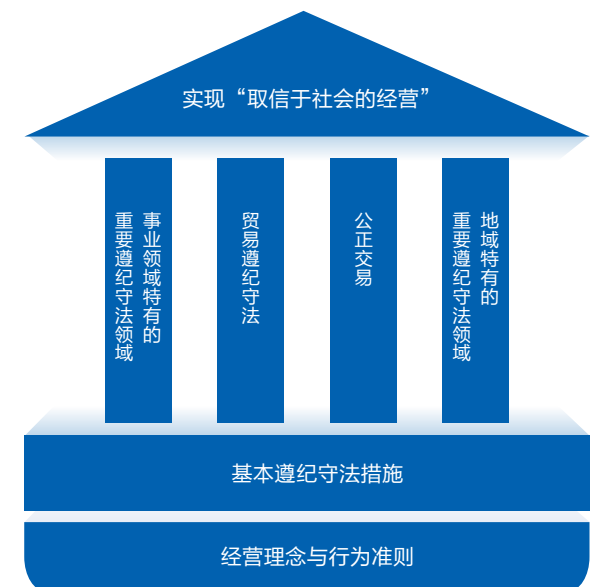 实现“取信于社会的经营”
事业领域特有的
重要遵纪守法领域
贸易遵纪守法
公正交易
地域特有的
重要遵纪守法领域
基本遵纪守法措施
经营理念与行为准则